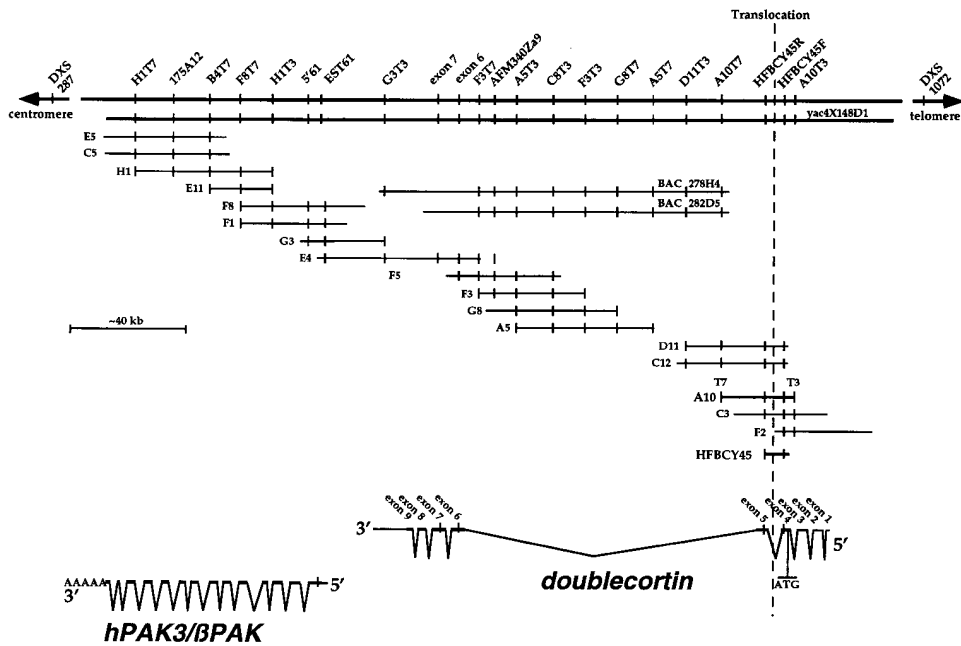 Translocation
DXS 287
H1T7
175A12
B4T7
F8T7
H1T3
5'61
EST61
G3T3
exon 7
exon 6
F3T7
AFM340Za9
A5T3
C8T3
F3T3
G8T7
A5T7
D11T3
A10T7
HFBCY45R
HFBCY45F
A10T3
DXS 1072
centromere
telomere
yac4X148D1
E5
C5
H1
E11
BAC 278H4
F8
BAC 282D5
F1
G3
E4
F5
F3
G8
~40 kb
A5
D11
C12
T7 T3
A10
C3
F2
HFBCY45
exon 9
exon 8
exon 7
exon 6
exon 5
exon 4
exon 3
exon 2
exon 1
3'
5'
doublecortin
ATG
AAAAA
3'
5'
hPAK3/βPAK